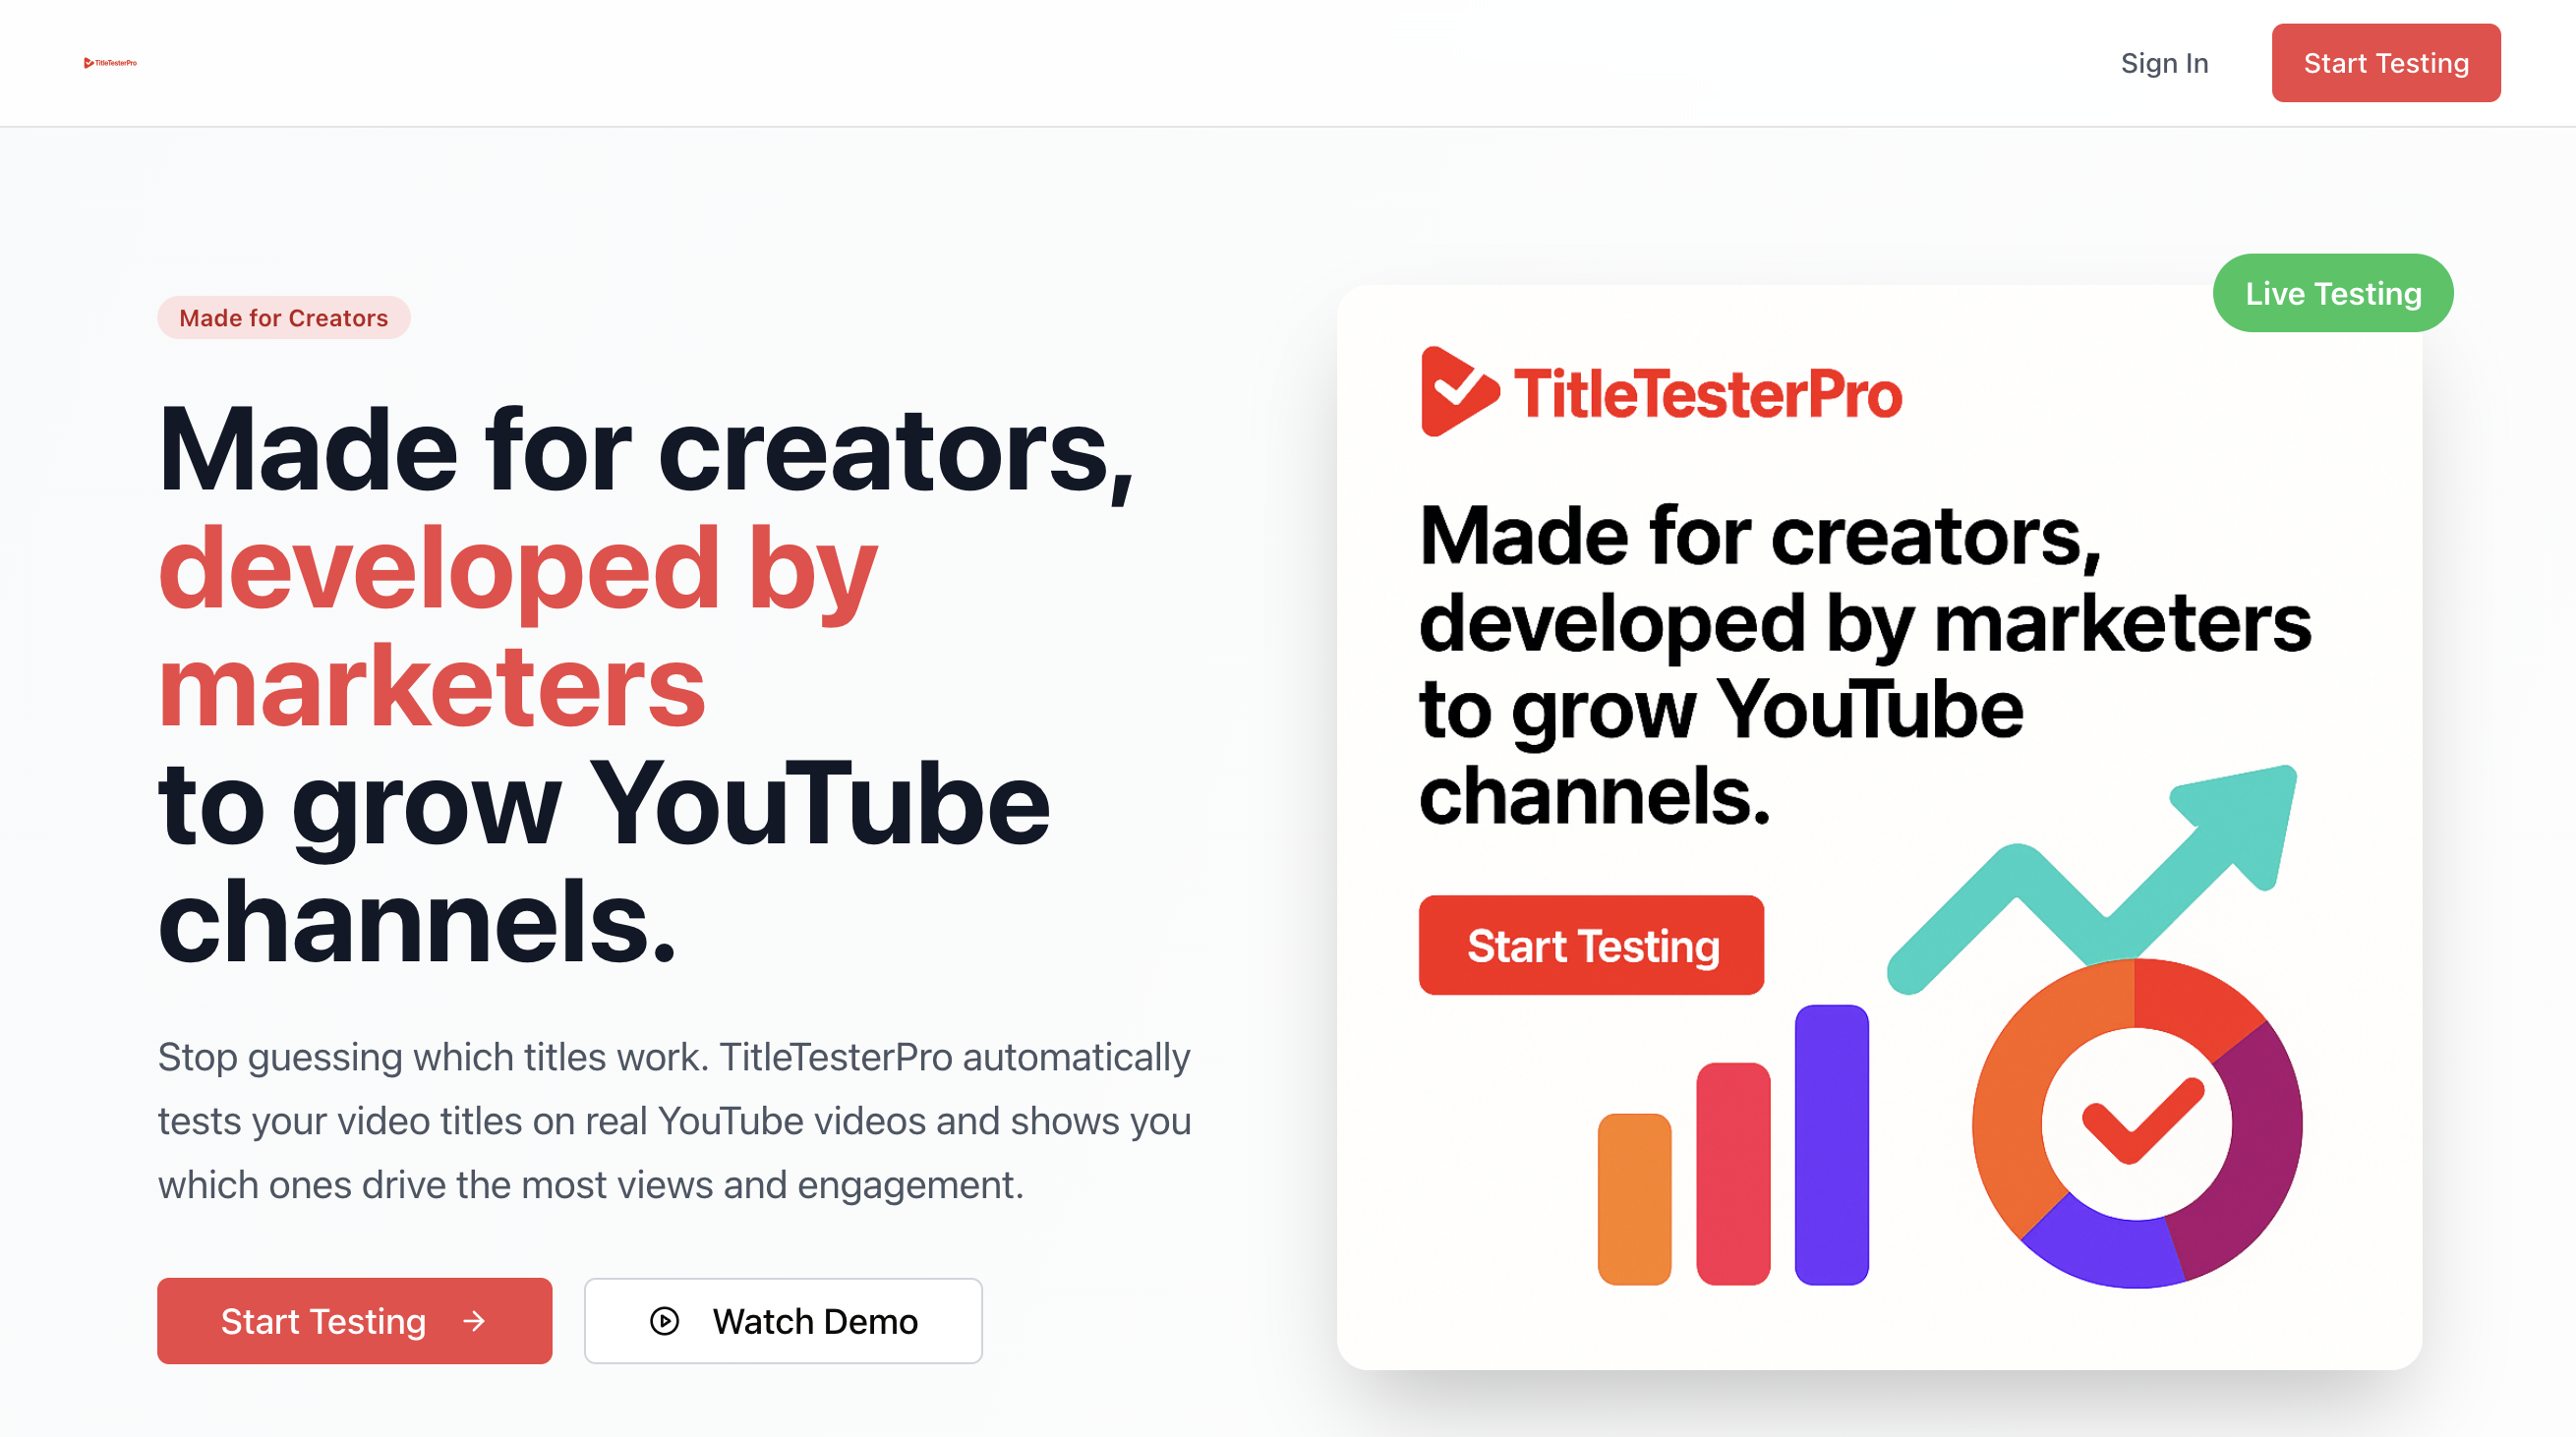 TitleTesterPro
Sign In
Start Testing
Made for Creators
Made for creators,
developed by
marketers
to grow YouTube
channels.
Stop guessing which titles work. TitleTesterPro automatically
tests your video titles on real YouTube videos and shows you
which ones drive the most views and engagement.
Start Testing
Watch Demo
Live Testing
TitleTesterPro
Made for creators,
developed by marketers
to grow YouTube
channels.
Start Testing